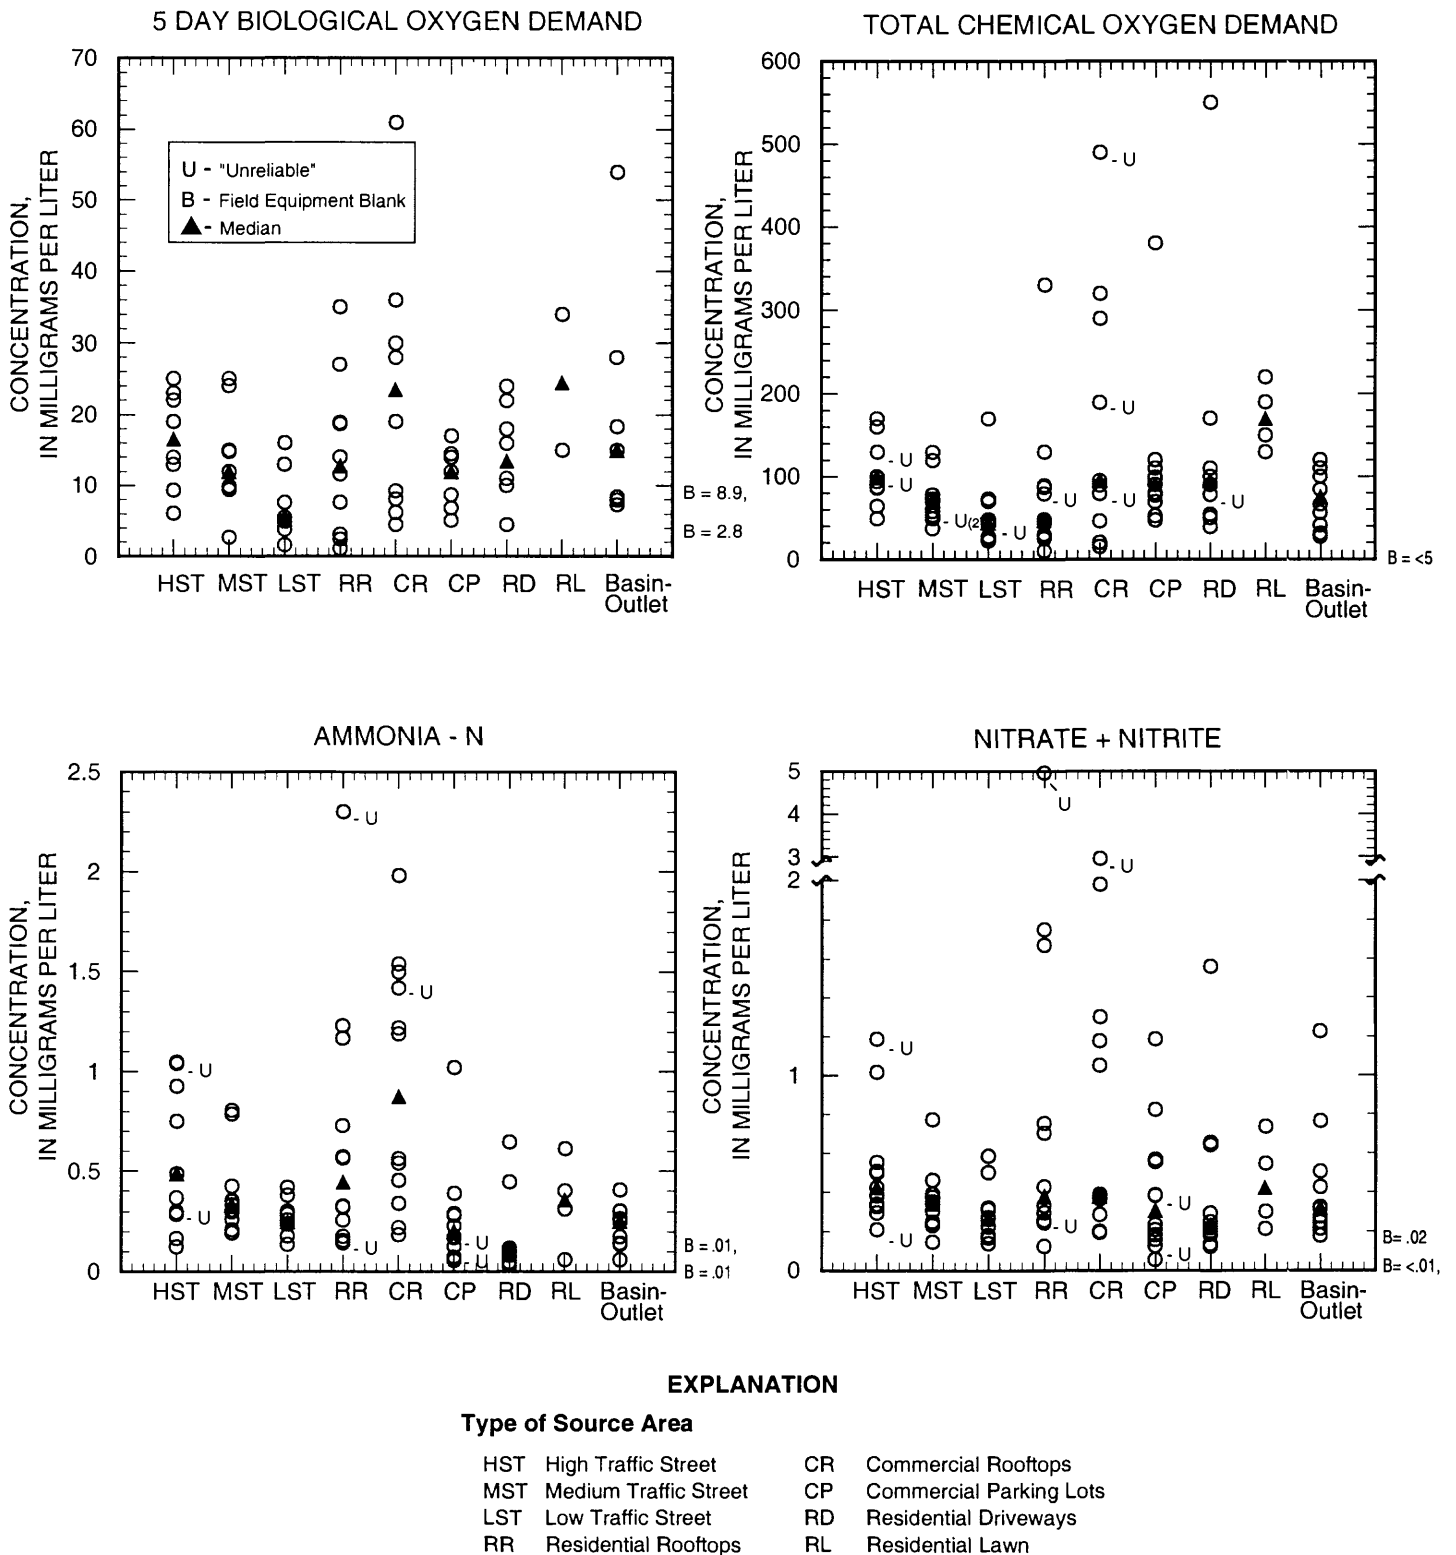 5 DAY BIOLOGICAL OXYGEN DEMAND
CONCENTRATION,
IN MILLIGRAMS PER LITER
70
60
50
40
30
20
10
0
U - "Unreliable"
B - Field Equipment Blank
▲ - Median
B = 8.9,
B = 2.8
HST MST LST RR CR CP RD RL Basin-
Outlet
TOTAL CHEMICAL OXYGEN DEMAND
CONCENTRATION,
IN MILLIGRAMS PER LITER
600
500
400
300
200
100
0
- U
- U
- U(2)
- U
- U
- U
- U
- U
- U
B = <5
HST MST LST RR CR CP RD RL Basin-
Outlet
AMMONIA - N
CONCENTRATION,
IN MILLIGRAMS PER LITER
2.5
2
1.5
1
0.5
0
- U
- U
- U
- U
- U
- U
- U
B = .01,
B = .01
HST MST LST RR CR CP RD RL Basin-
Outlet
NITRATE + NITRITE
CONCENTRATION,
IN MILLIGRAMS PER LITER
5
4
3
2
1
0
U
- U
- U
- U
- U
- U
- U
B= .02
B= <.01,
HST MST LST RR CR CP RD RL Basin-
Outlet
EXPLANATION
Type of Source Area
HST High Traffic Street
MST Medium Traffic Street
LST Low Traffic Street
RR Residential Rooftops
CR Commercial Rooftops
CP Commercial Parking Lots
RD Residential Driveways
RL Residential Lawn